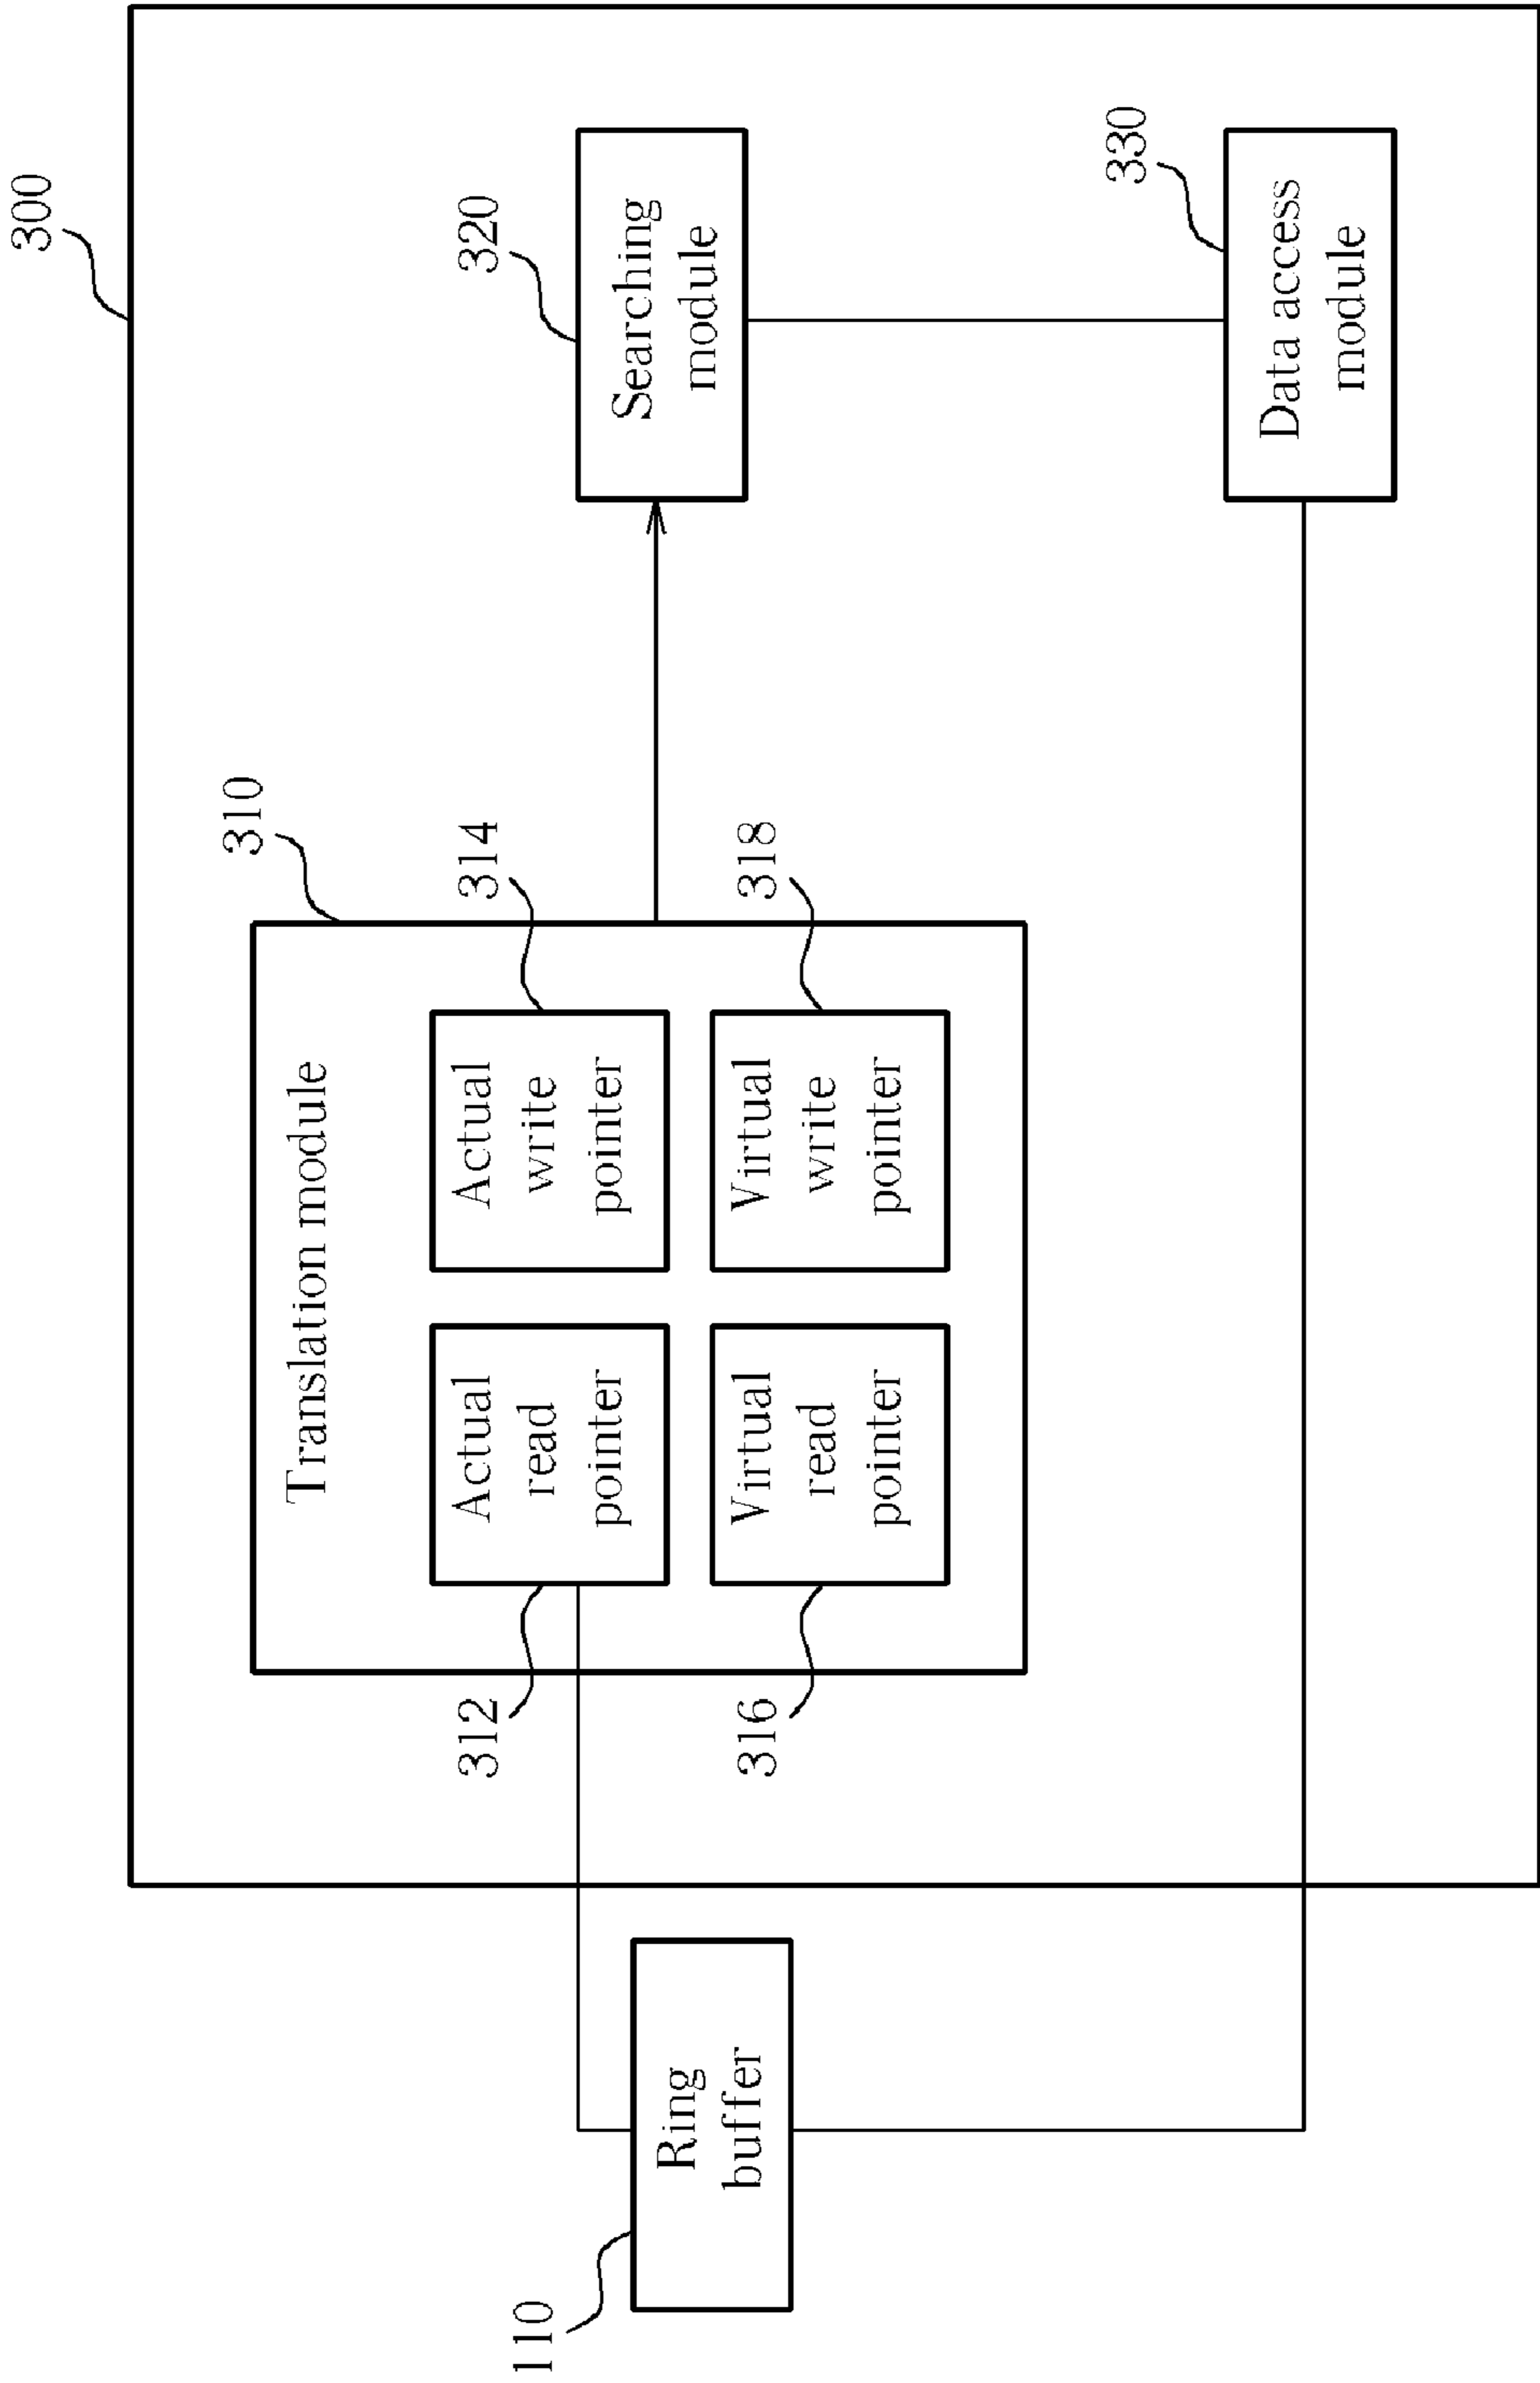 300
310
Translation module
312
Actual
read
pointer
314
Actual
write
pointer
316
Virtual
read
pointer
318
Virtual
write
pointer
320
Searching
module
110
Ring
buffer
330
Data access
module